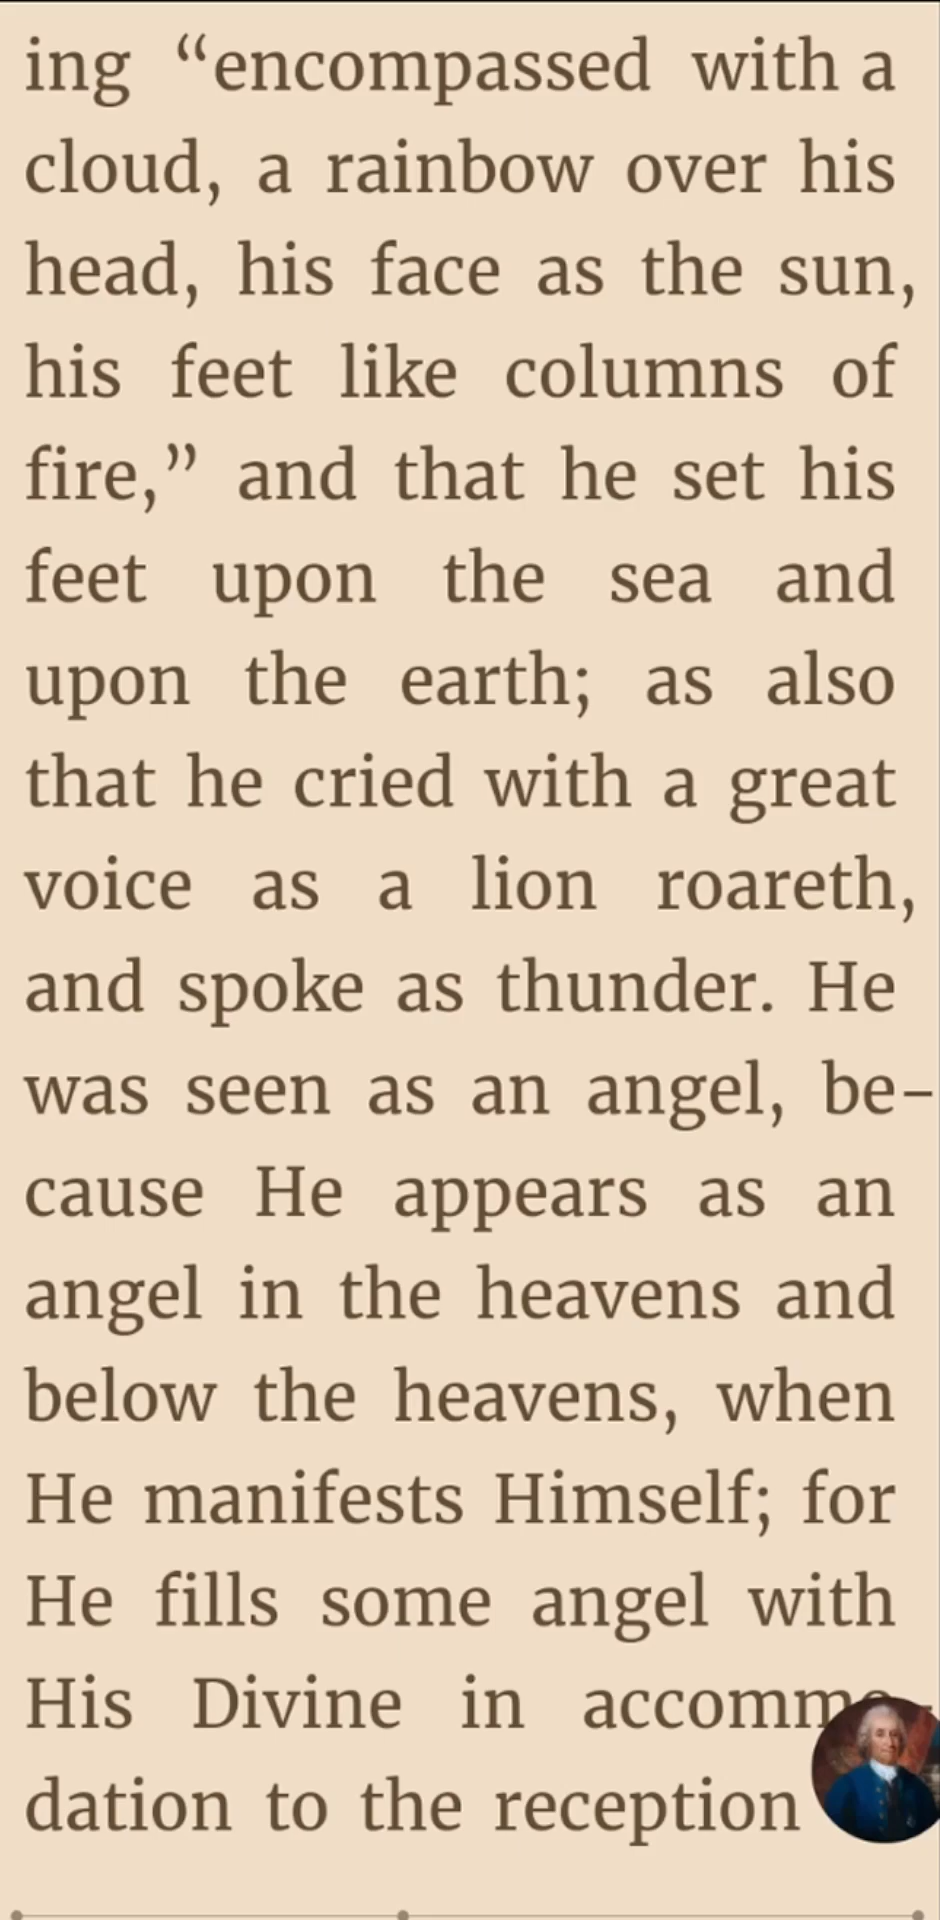 ing “encompassed with a
cloud, a rainbow over his
head, his face as the sun,
his feet like columns of
fire,” and that he set his
feet upon the sea and
upon the earth; as also
that he cried with a great
voice as a lion roareth,
and spoke as thunder. He
was seen as an angel, be-
cause He appears as an
angel in the heavens and
below the heavens, when
He manifests Himself; for
He fills some angel with
His Divine in accommo-
dation to the reception